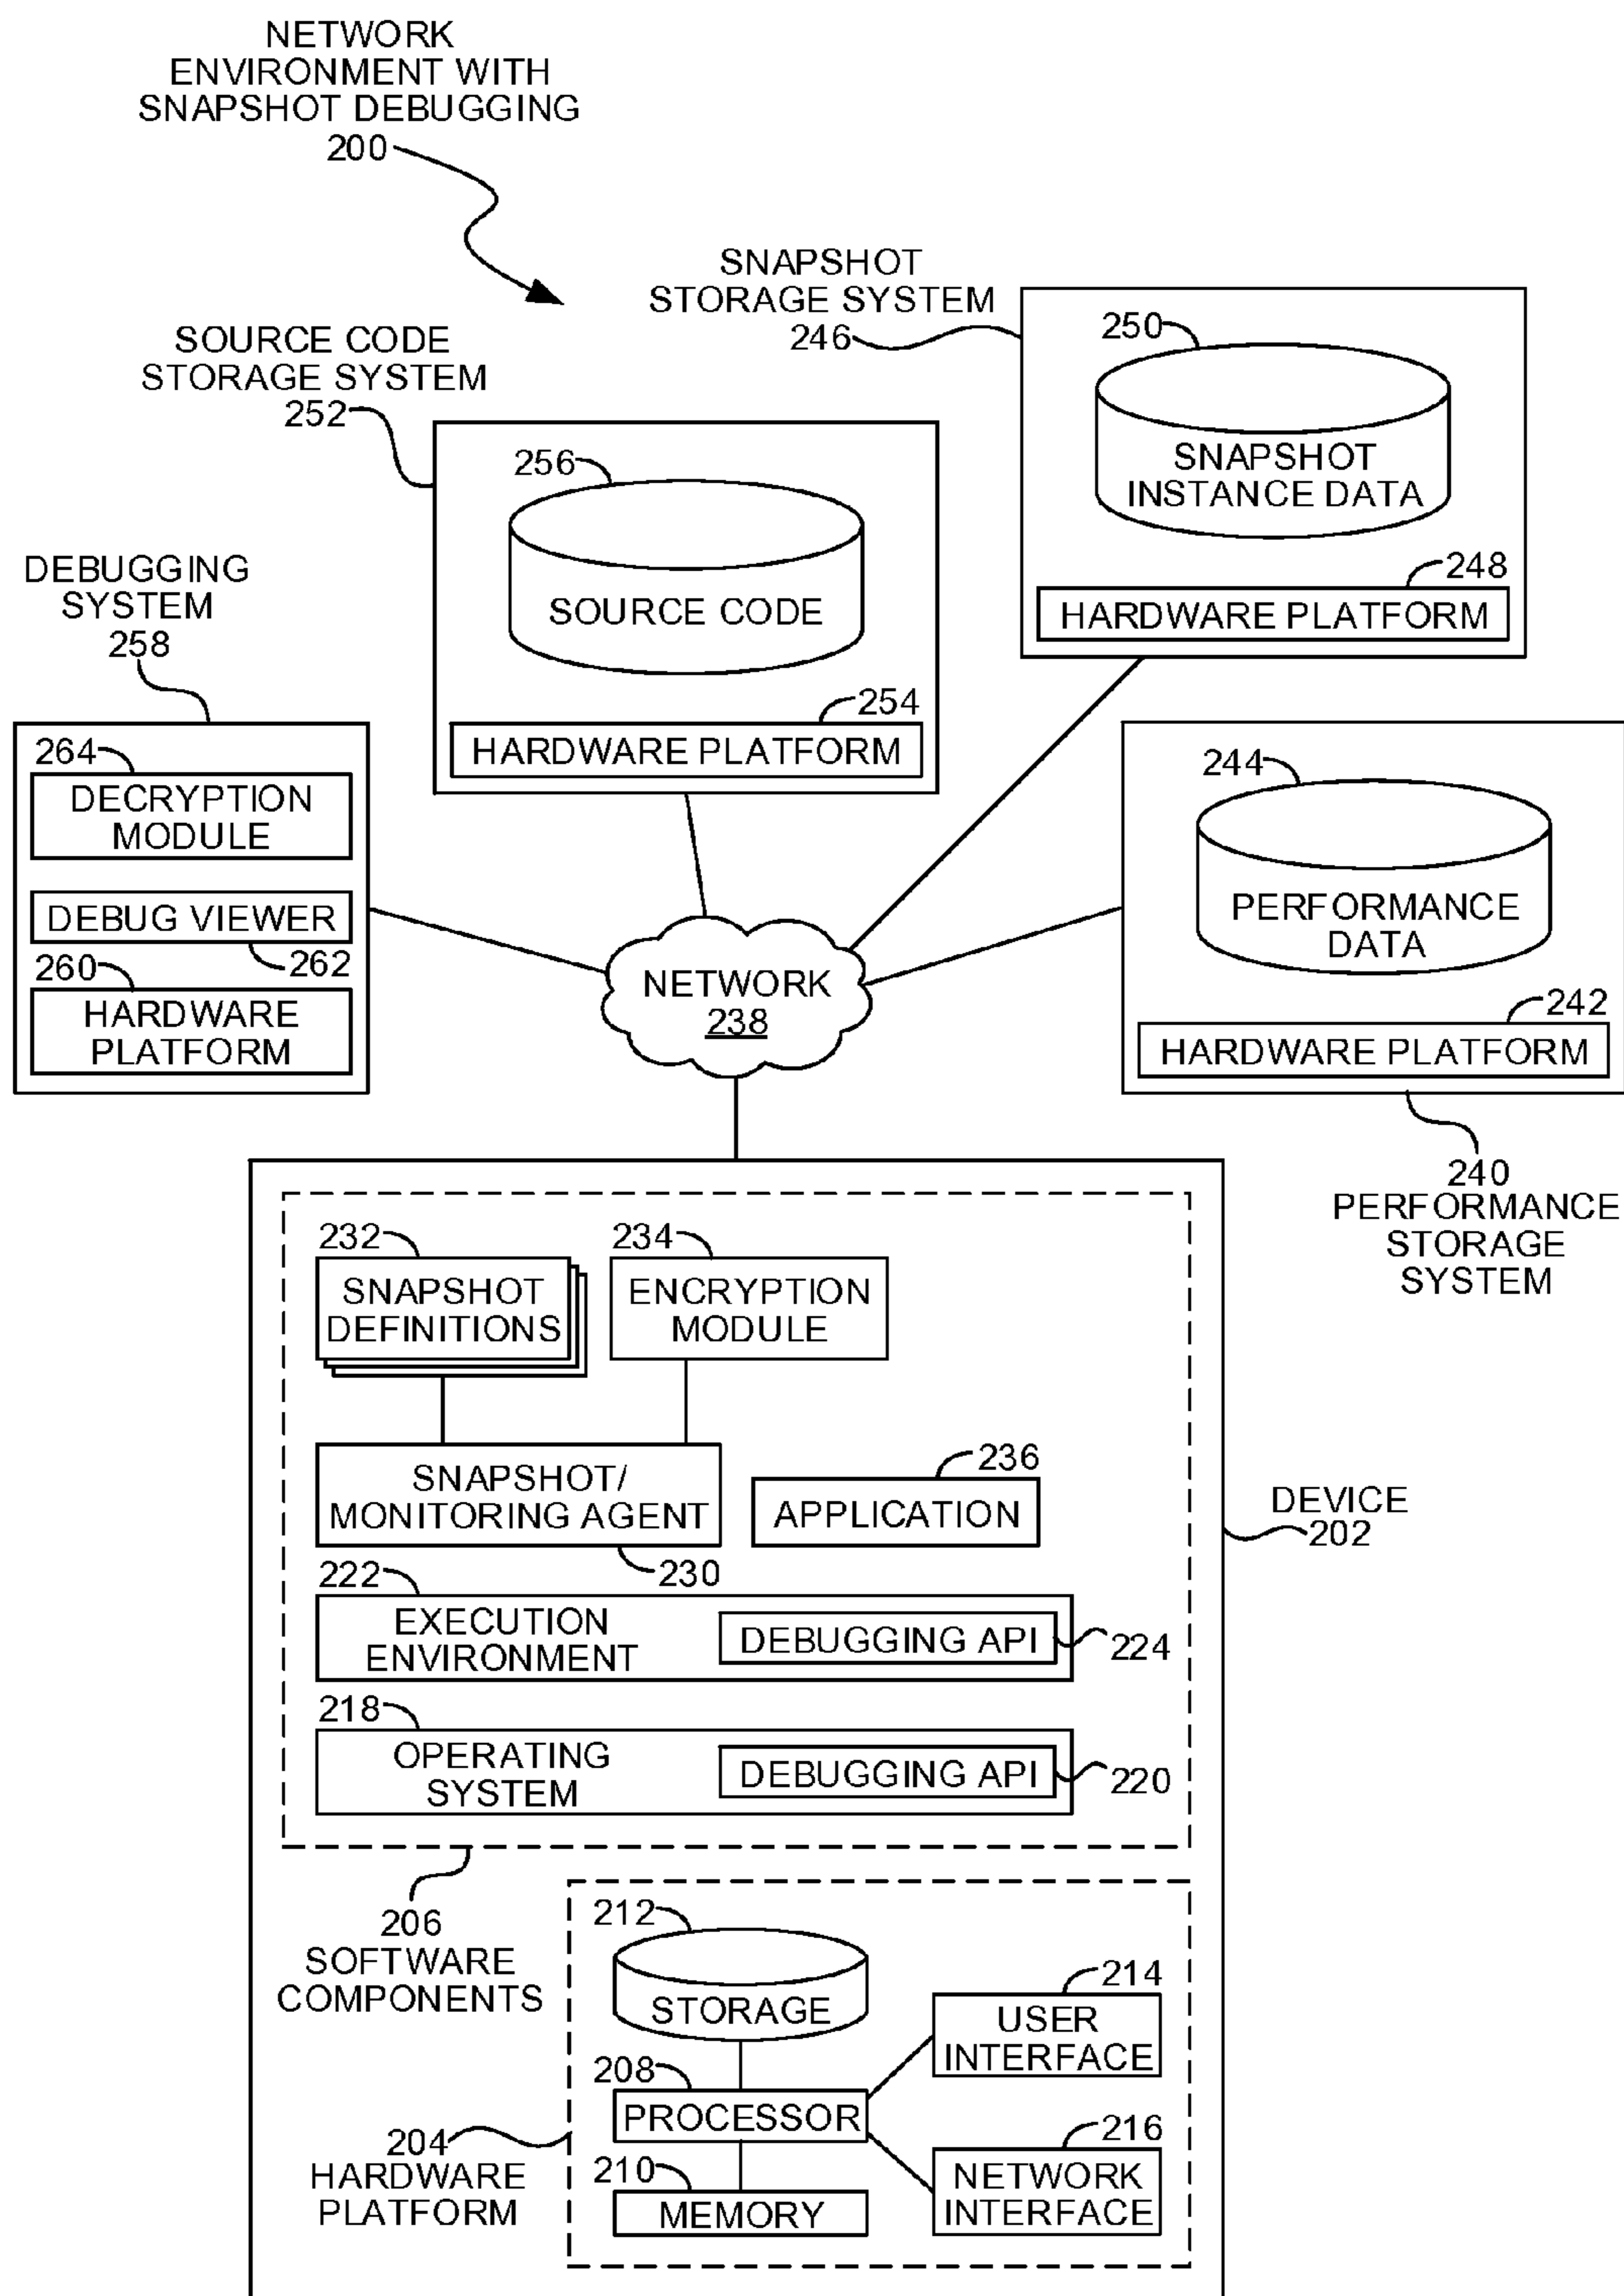 NETWORK
ENVIRONMENT WITH
SNAPSHOT DEBUGGING
200
SNAPSHOT
STORAGE SYSTEM
246
250
SNAPSHOT
INSTANCE DATA
248
HARDWARE PLATFORM
SOURCE CODE
STORAGE SYSTEM
252
256
SOURCE CODE
254
HARDWARE PLATFORM
DEBUGGING
SYSTEM
258
264
DECRYPTION
MODULE
DEBUG VIEWER
262
260
HARDWARE
PLATFORM
NETWORK
238
244
PERFORMANCE
DATA
242
HARDWARE PLATFORM
240
PERFORMANCE
STORAGE
SYSTEM
232
SNAPSHOT
DEFINITIONS
234
ENCRYPTION
MODULE
SNAPSHOT/
MONITORING AGENT
230
236
APPLICATION
DEVICE
202
222
EXECUTION
ENVIRONMENT
DEBUGGING API
224
218
OPERATING
SYSTEM
DEBUGGING API
220
206
SOFTWARE
COMPONENTS
212
STORAGE
214
USER
INTERFACE
208
PROCESSOR
204
HARDWARE
PLATFORM
210
MEMORY
216
NETWORK
INTERFACE